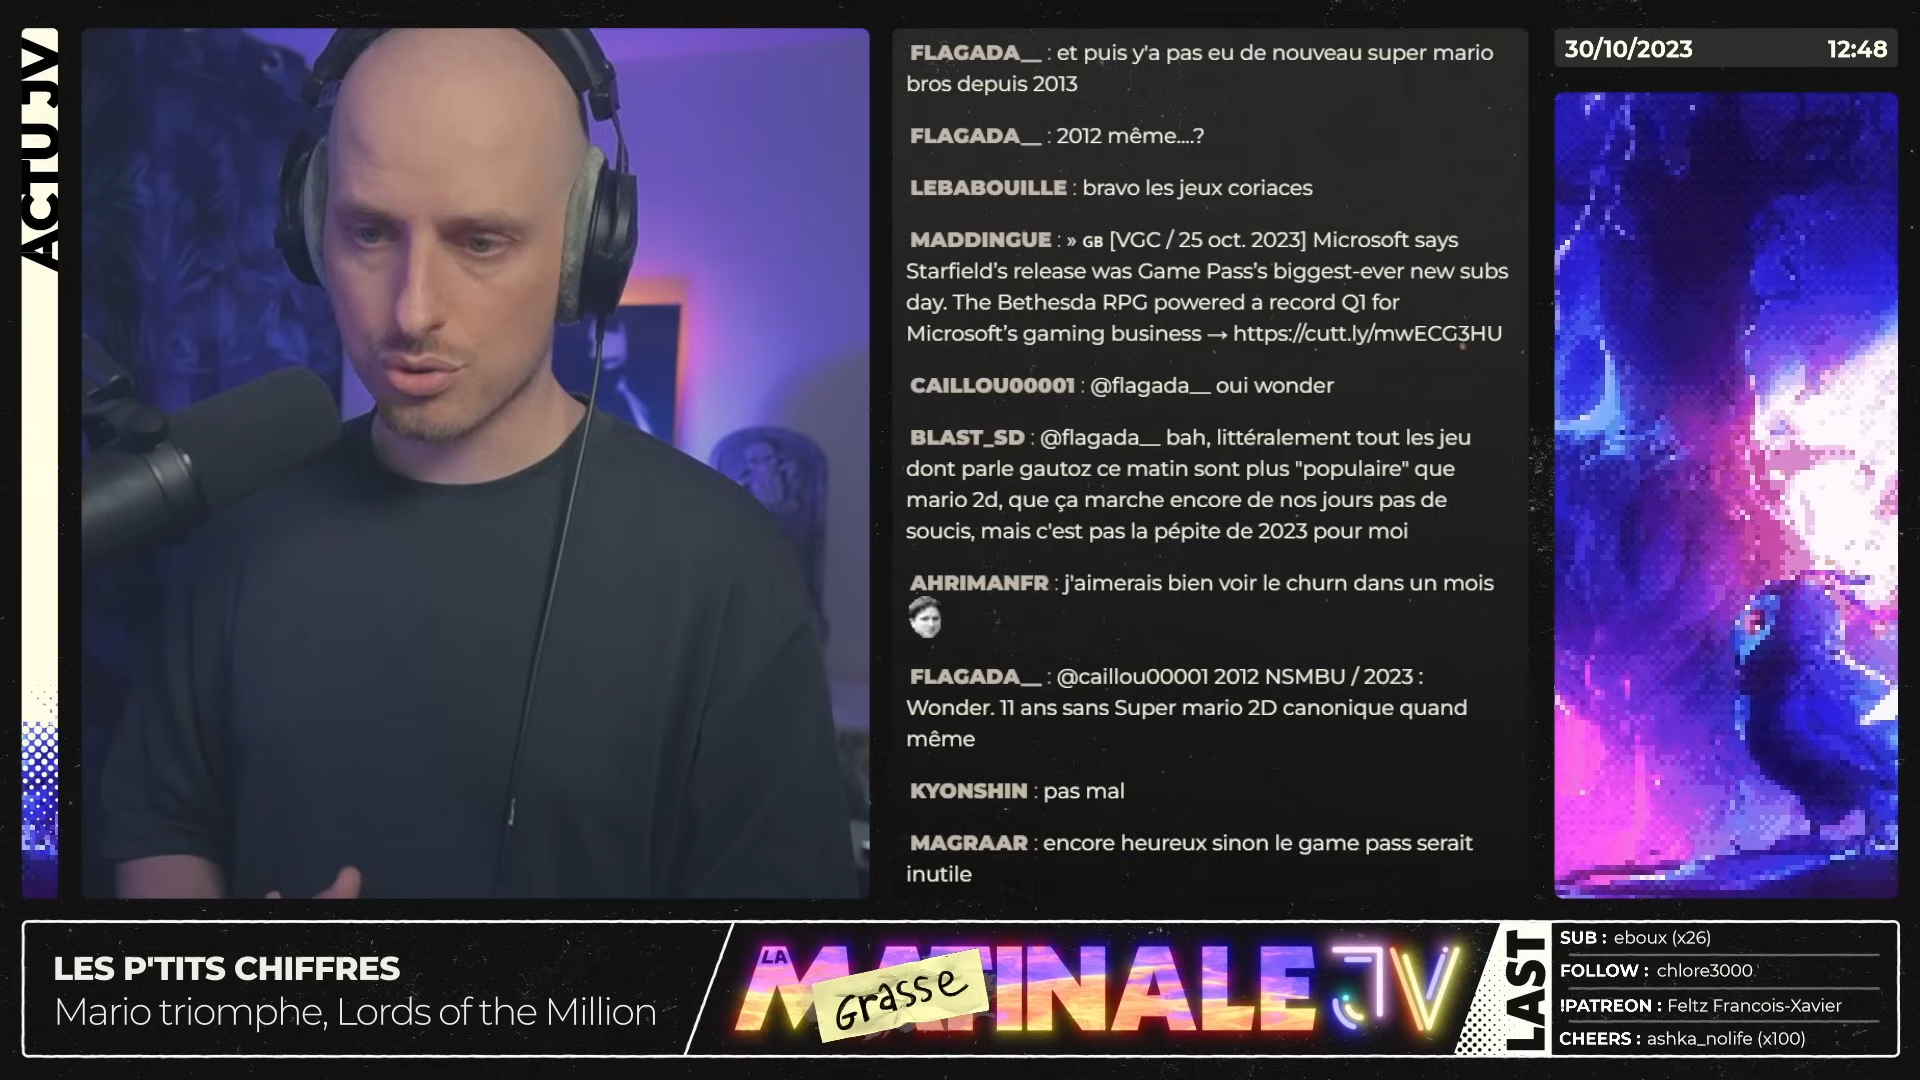 ACTU JV
FLAGADA__ : et puis y'a pas eu de nouveau super mario
bros depuis 2013
FLAGADA__ : 2012 même....?
LEBABOUILLE : bravo les jeux coriaces
MADDINGUE : » GB [VGC / 25 oct. 2023] Microsoft says
Starfield’s release was Game Pass’s biggest-ever new subs
day. The Bethesda RPG powered a record Q1 for
Microsoft’s gaming business → https://cutt.ly/mwECG3HU
CAILLOU00001 : @flagada__ oui wonder
BLAST_SD : @flagada__ bah, littéralement tout les jeu
dont parle gautoz ce matin sont plus "populaire" que
mario 2d, que ça marche encore de nos jours pas de
soucis, mais c'est pas la pépite de 2023 pour moi
AHRIMANFR : j'aimerais bien voir le churn dans un mois
FLAGADA__ : @caillou00001 2012 NSMBU / 2023 :
Wonder. 11 ans sans Super mario 2D canonique quand
même
KYONSHIN : pas mal
MAGRAAR : encore heureux sinon le game pass serait
inutile
30/10/2023 12:48
LES P'TITS CHIFFRES
Mario triomphe, Lords of the Million
LA MATINALE JV
Grasse
LAST
SUB : eboux (x26)
FOLLOW : chlore3000
!PATREON : Feltz Francois-Xavier
CHEERS : ashka_nolife (x100)